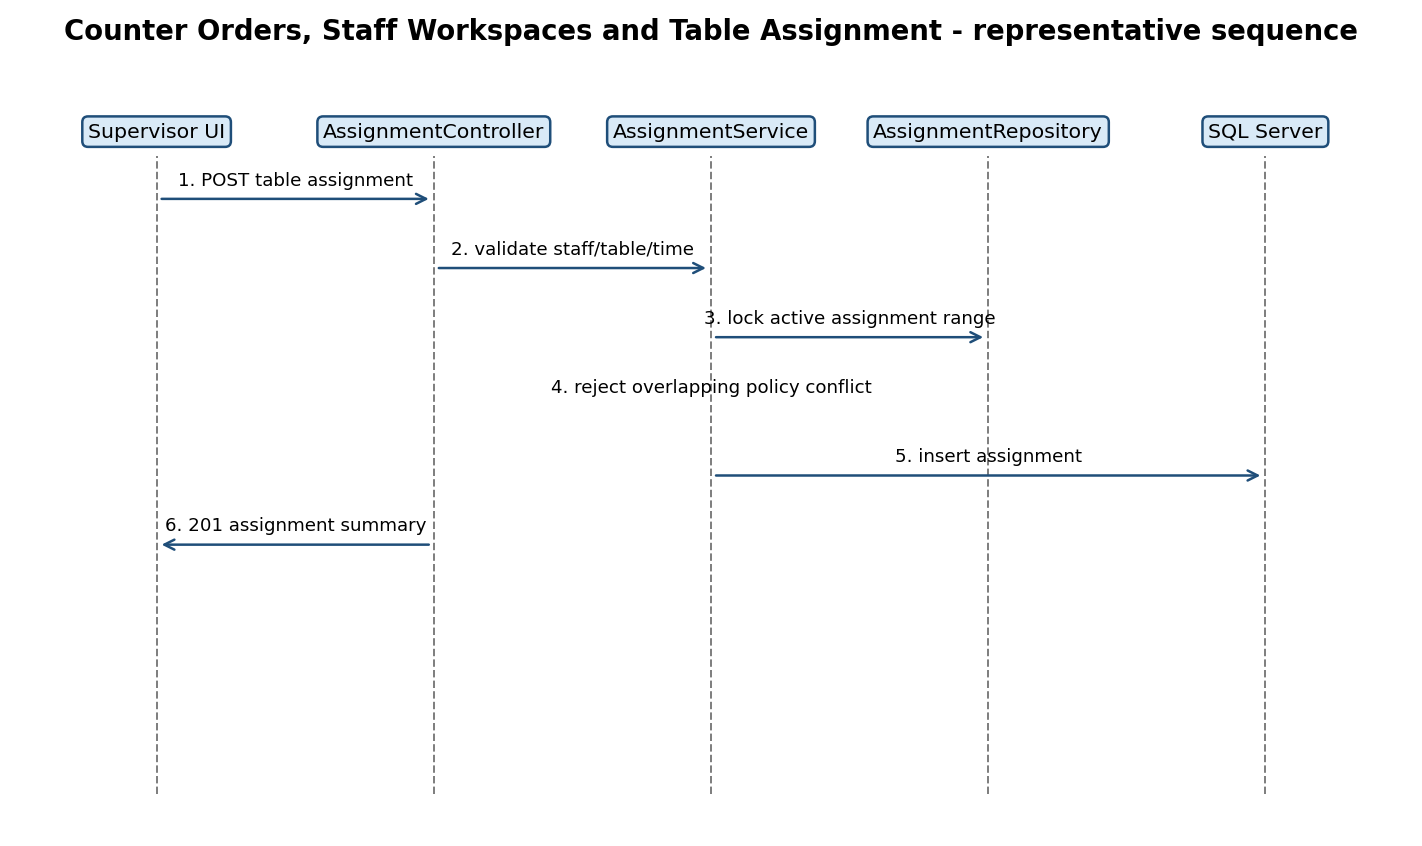 Counter Orders, Staff Workspaces and Table Assignment - representative sequence
Supervisor UI
AssignmentController
AssignmentService
AssignmentRepository
SQL Server
1. POST table assignment
2. validate staff/table/time
3. lock active assignment range
4. reject overlapping policy conflict
5. insert assignment
6. 201 assignment summary